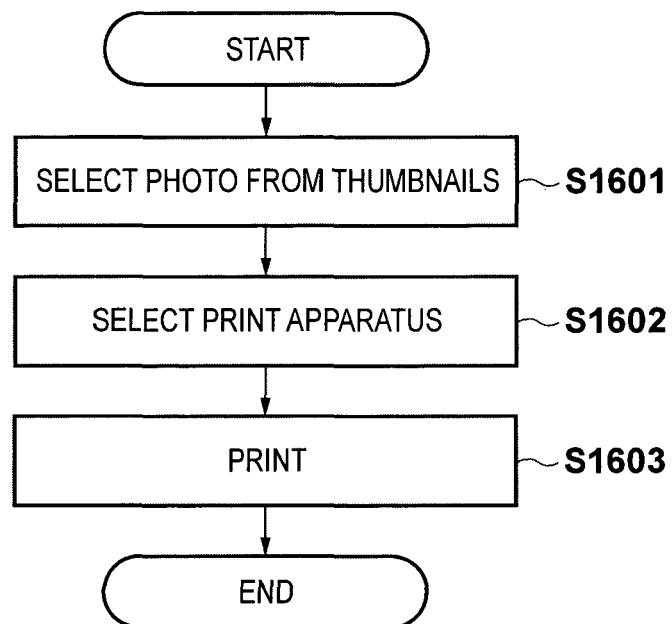 START
SELECT PHOTO FROM THUMBNAILS S1601
SELECT PRINT APPARATUS S1602
PRINT S1603
END